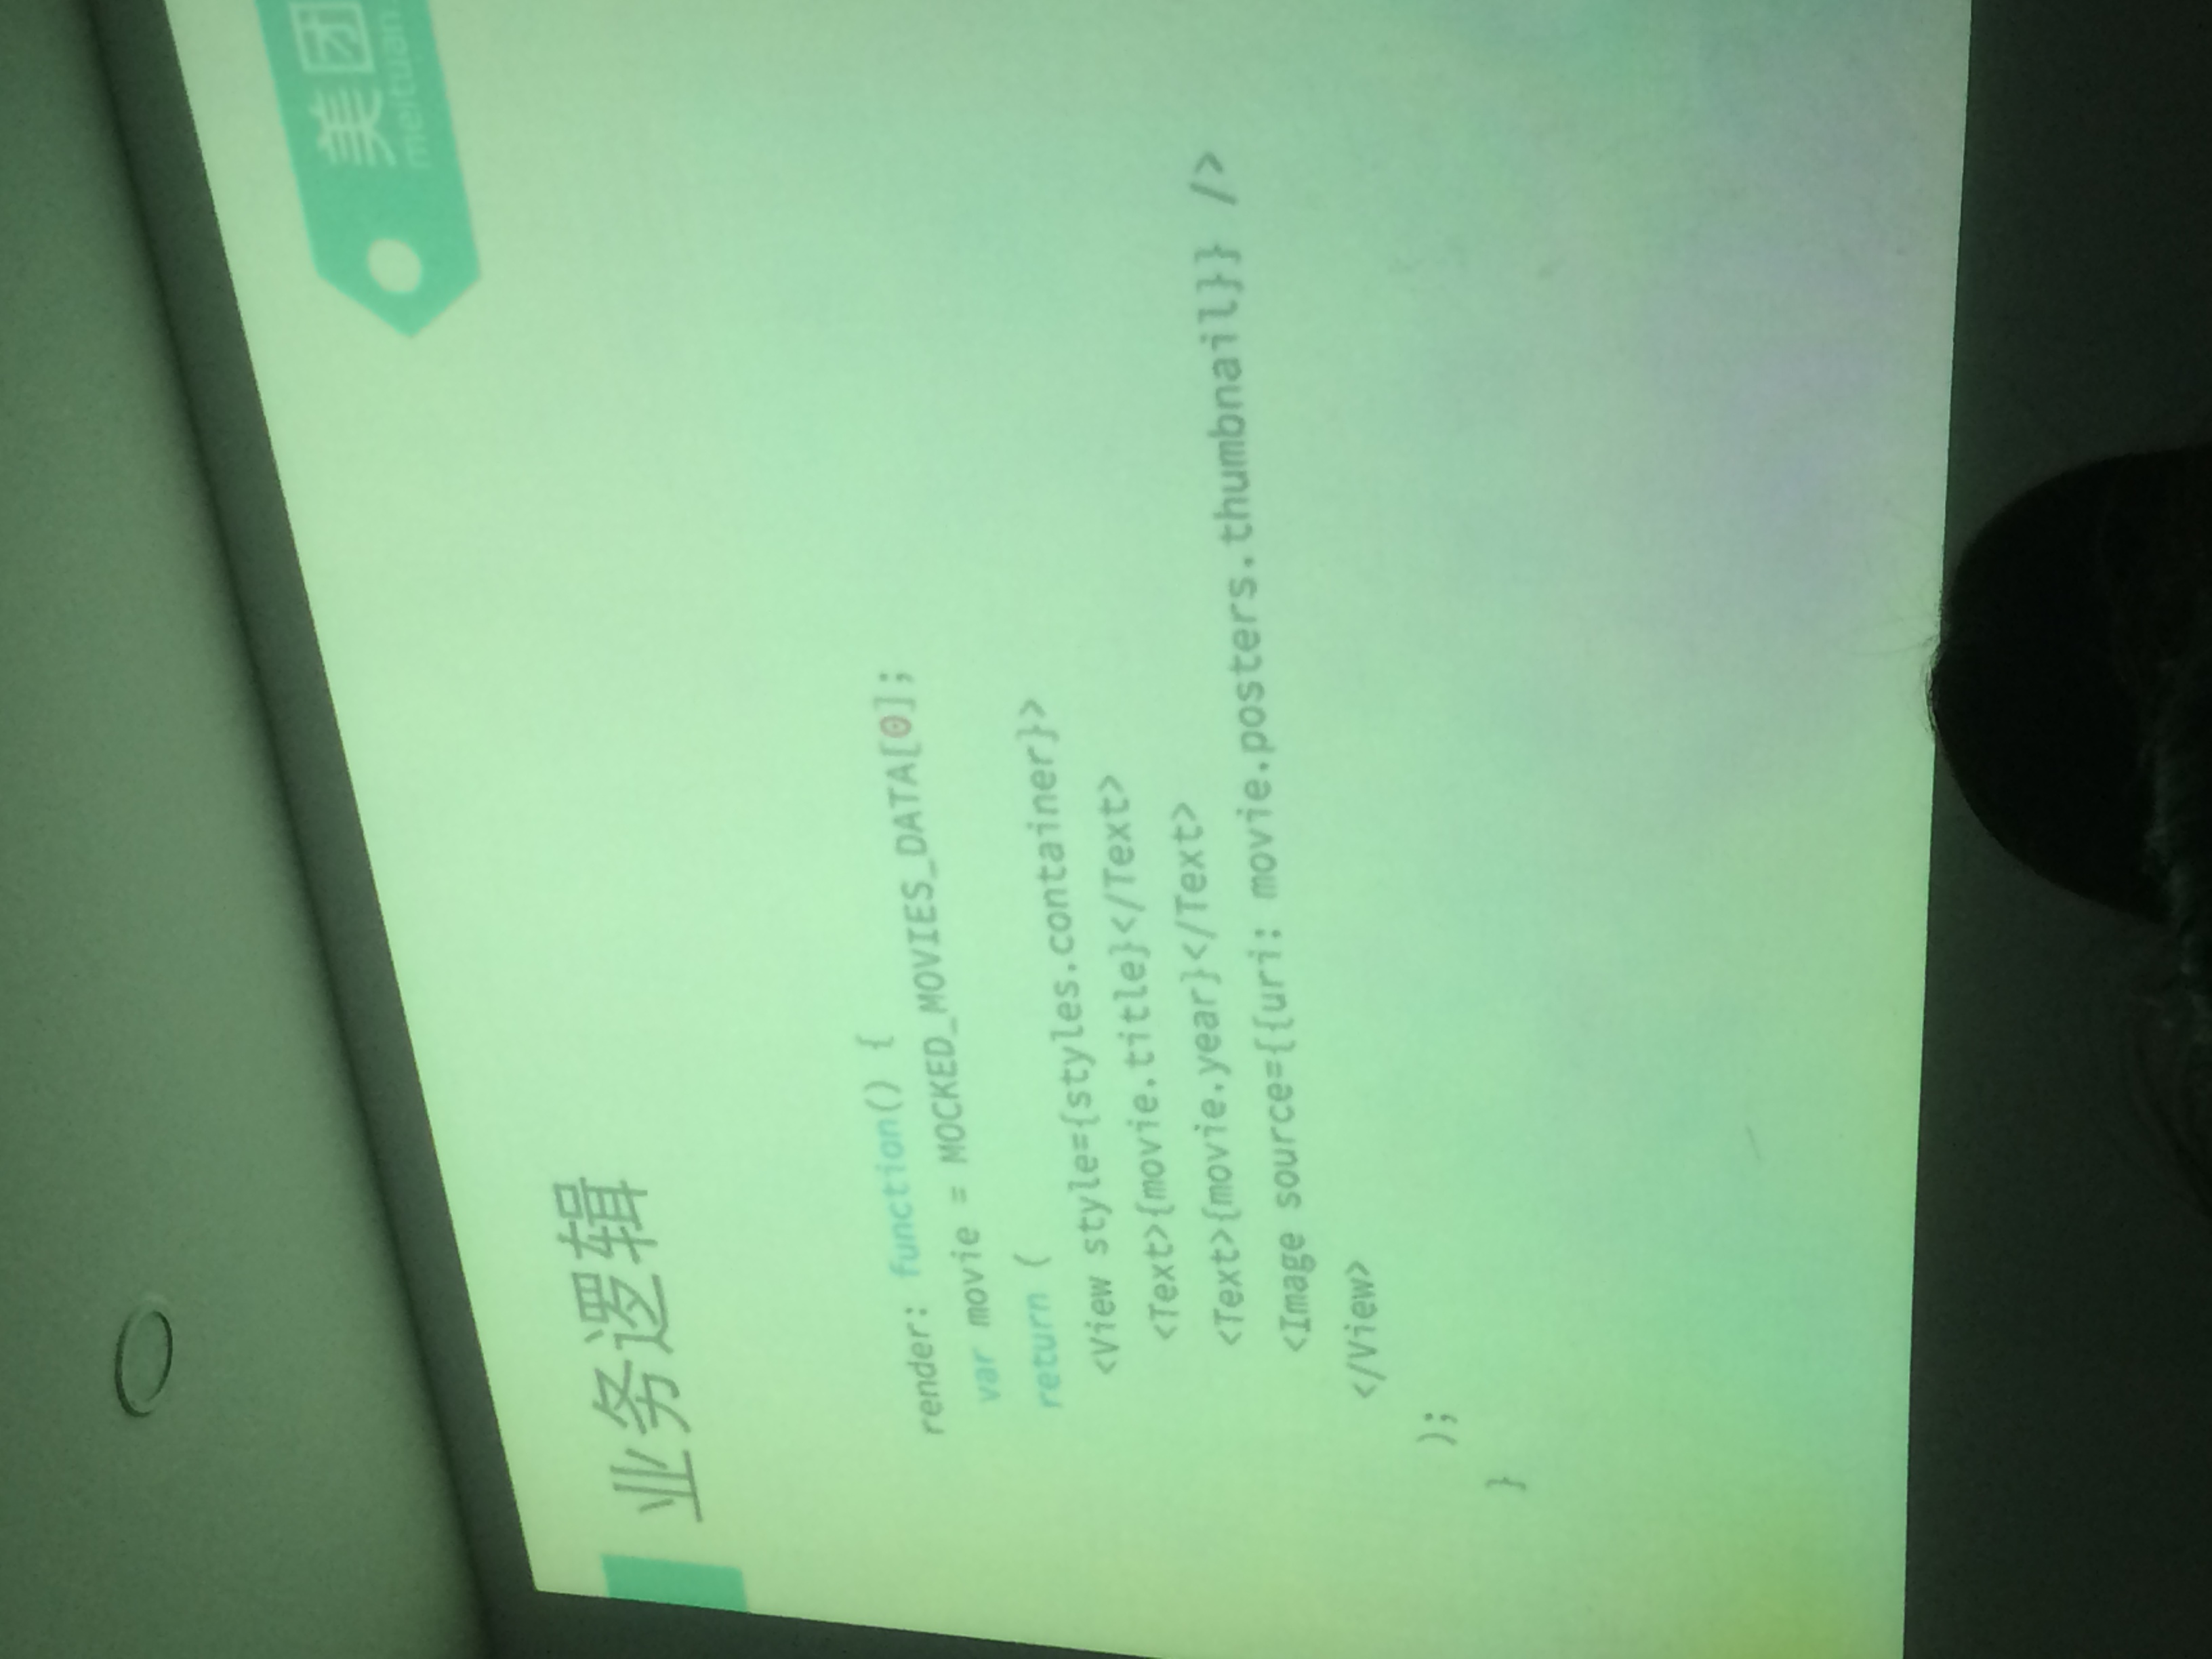 美团
meituan
业务逻辑
render: function() {
var movie = MOCKED_MOVIES_DATA[0];
return (
<View style={styles.container}>
<Text>{movie.title}</Text>
<Text>{movie.year}</Text>
<Image source={{uri: movie.posters.thumbnail}} />
</View>
);
}